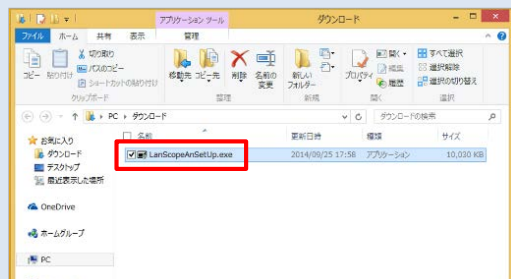 アプリケーション ツール
ダウンロード
ファイル ホーム 共有 表示 管理
コピー 貼り付け
切り取り
パスのコピー
ショートカットの貼り付け
移動先 コピー先 削除 名前の変更
新しいフォルダー
プロパティ
開く
編集
履歴
すべて選択
選択解除
選択の切り替え
クリップボード 整理 新規 開く 選択
PC ダウンロード
ダウンロードの検索
お気に入り
ダウンロード
デスクトップ
最近表示した場所
OneDrive
ホームグループ
PC
名前 更新日時 種類 サイズ
LanScopeAnSetUp.exe 2014/09/25 17:58 アプリケーション 10,030 KB